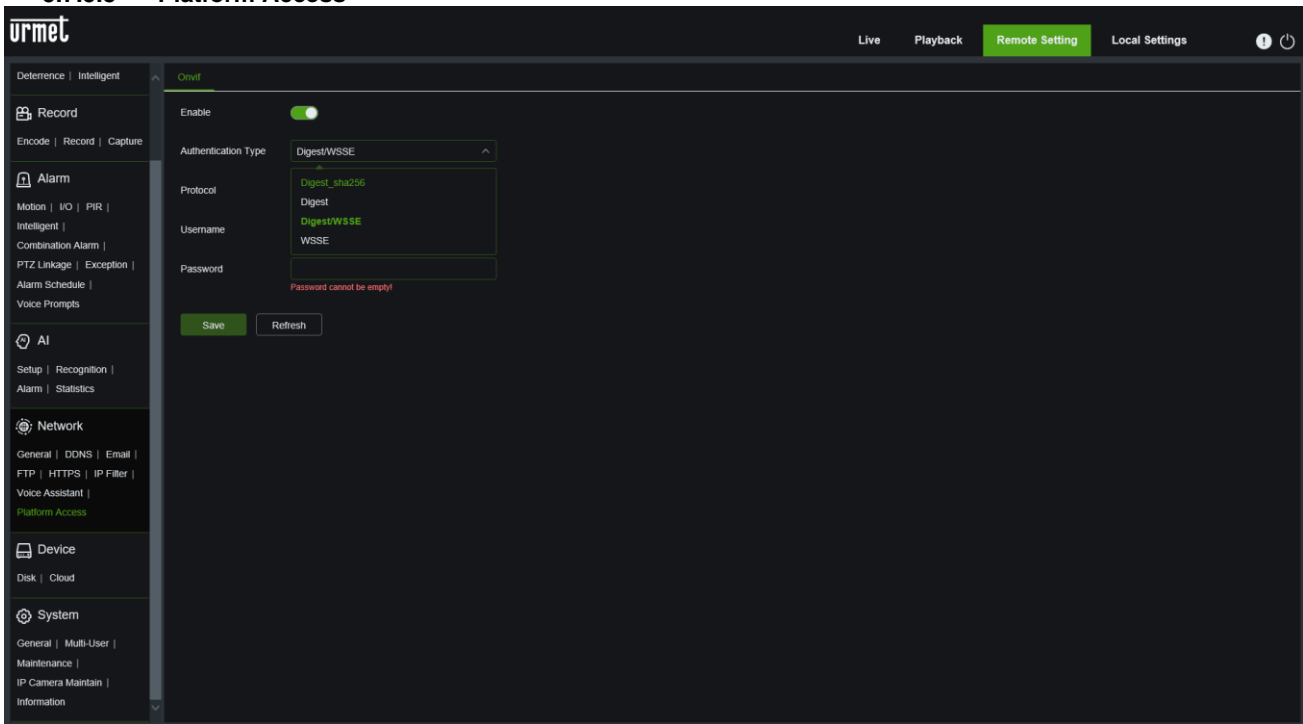 Platform Access
urmet
Live Playback Remote Setting Local Settings
Deterrence | Intelligent
Record
Encode | Record | Capture
Alarm
Motion | I/O | PIR |
Intelligent |
Combination Alarm |
PTZ Linkage | Exception |
Alarm Schedule |
Voice Prompts
AI
Setup | Recognition |
Alarm | Statistics
Network
General | DDNS | Email |
FTP | HTTPS | IP Filter |
Voice Assistant |
Platform Access
Device
Disk | Cloud
System
General | Multi-User |
Maintenance |
IP Camera Maintain |
Information
Onvif
Enable
Authentication Type Digest/WSSE
Digest_sha256
Digest
Digest/WSSE
WSSE
Protocol
Username
Password
Password cannot be empty!
Save Refresh